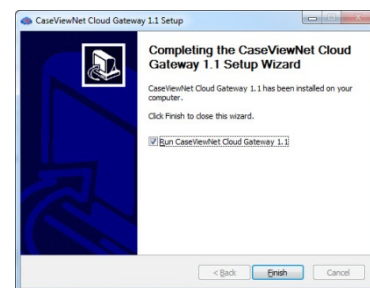 CaseViewNet Cloud Gateway 1.1 Setup
Completing the CaseViewNet Cloud
Gateway 1.1 Setup Wizard
CaseViewNet Cloud Gateway 1.1 has been installed on your
computer.
Click Finish to close this wizard.
Run CaseViewNet Cloud Gateway 1.1
< Back Finish Cancel